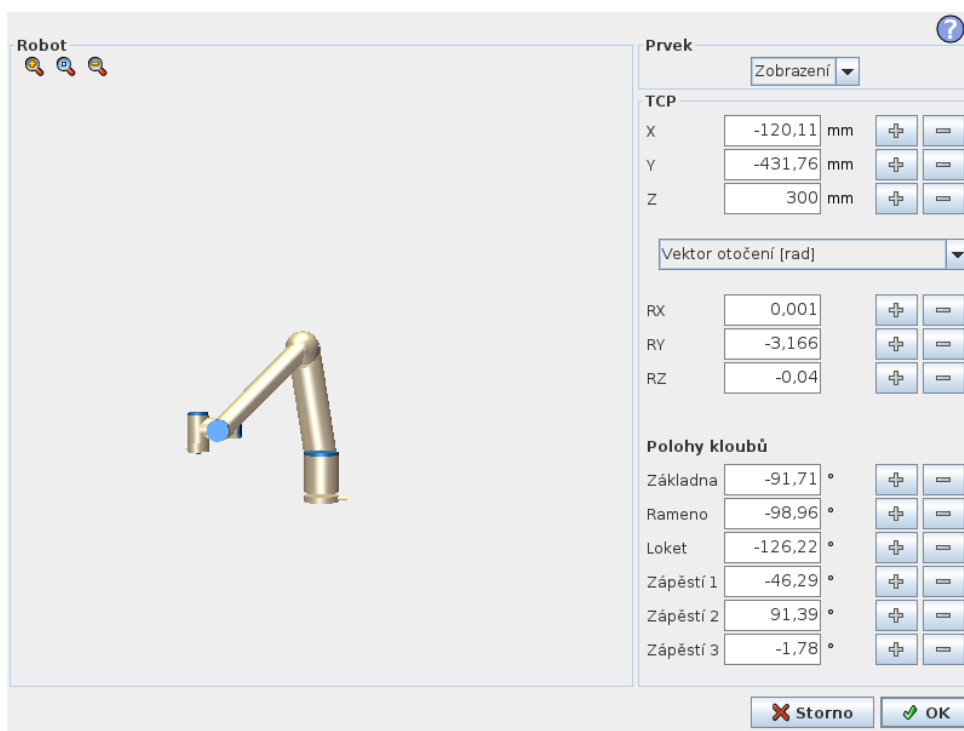 ?
Robot
Prvek
Zobrazení
TCP
X -120,11 mm
Y -431,76 mm
Z 300 mm
Vektor otočení [rad]
RX 0,001
RY -3,166
RZ -0,04
Polohy kloubů
Základna -91,71 °
Rameno -98,96 °
Loket -126,22 °
Zápěstí 1 -46,29 °
Zápěstí 2 91,39 °
Zápěstí 3 -1,78 °
Storno OK